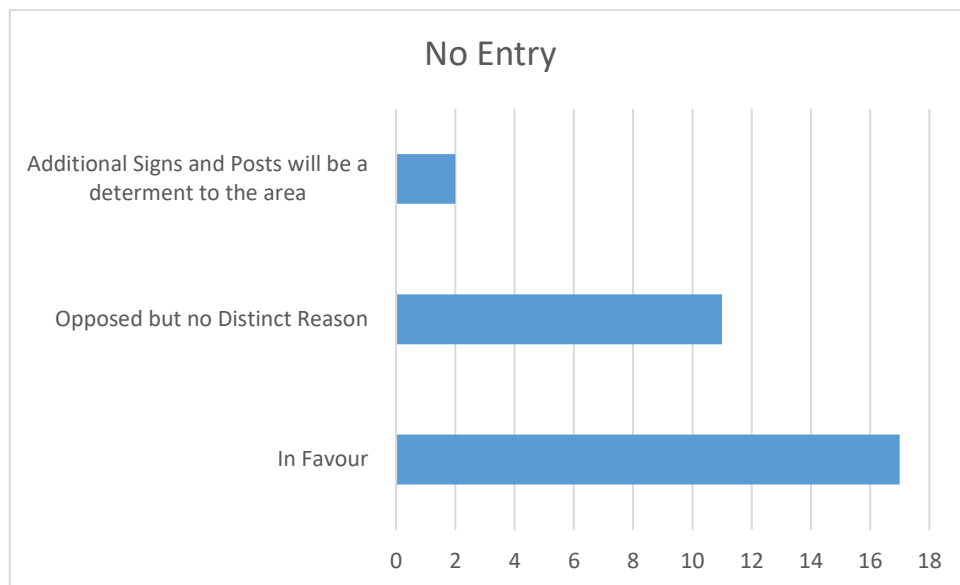 No Entry
Additional Signs and Posts will be a
determent to the area
Opposed but no Distinct Reason
In Favour
0 2 4 6 8 10 12 14 16 18